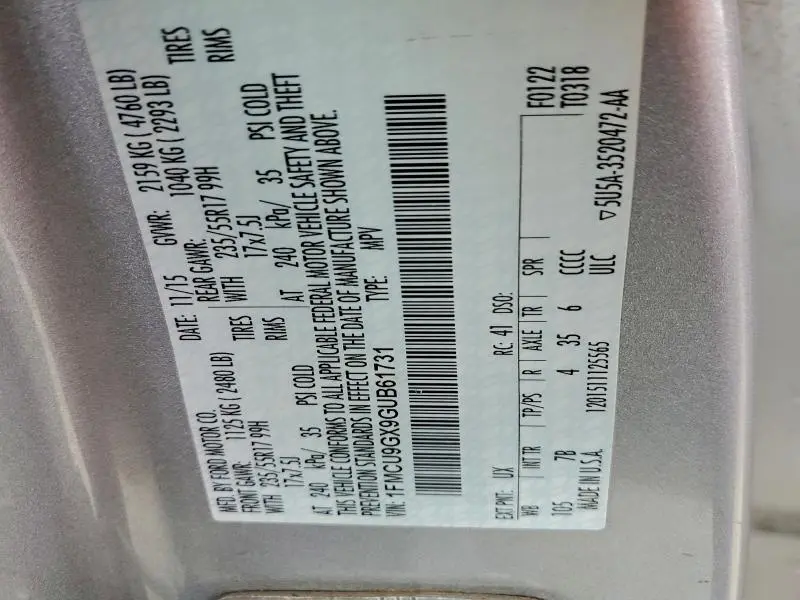 MFD. BY FORD MOTOR CO.
DATE: 11/15 GVWR: 2159 KG ( 4760 LB)
FRONT GAWR: 1125 KG ( 2480 LB) REAR GAWR: 1040 KG ( 2293 LB)
WITH 235/55R17 99H TIRES WITH 235/55R17 99H TIRES
17x7.5J RIMS 17x7.5J RIMS
AT 240 kPa/ 35 PSI COLD AT 240 kPa/ 35 PSI COLD
THIS VEHICLE CONFORMS TO ALL APPLICABLE FEDERAL MOTOR VEHICLE SAFETY AND THEFT
PREVENTION STANDARDS IN EFFECT ON THE DATE OF MANUFACTURE SHOWN ABOVE.
VIN: 1FMCU9GX9GUB61731 TYPE: MPV
EXT PNT: UX RC: 41 DSO: F0122
WB INT TR TP/PS R AXLE TR SPR T0318
105 7B 4 35 6 CCCC
MADE IN U.S.A. 1201511125565 ULC ▽5U5A-3520472-AA